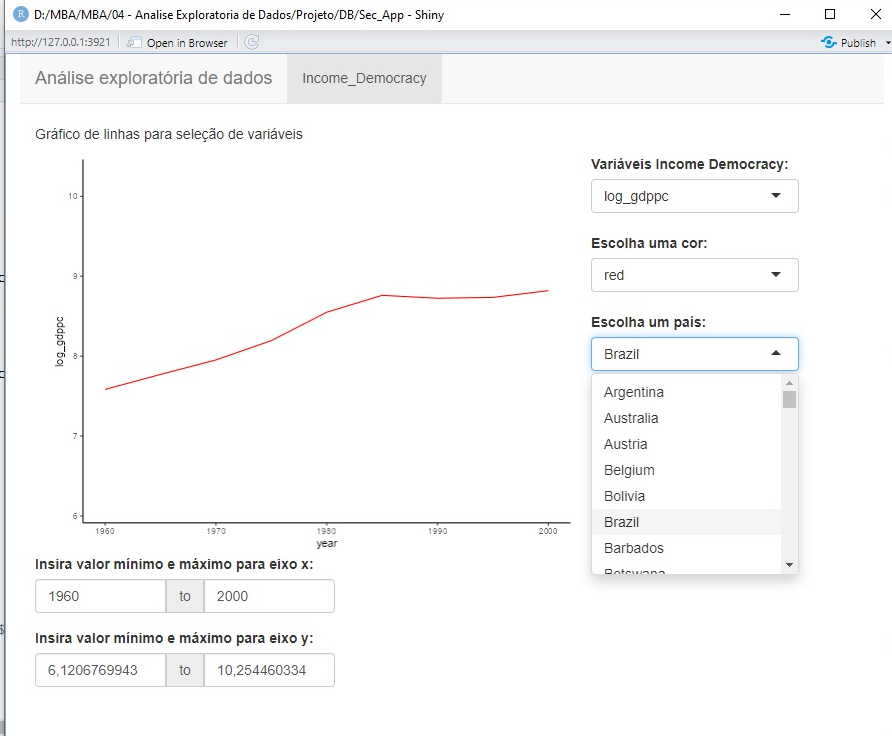 R D:/MBA/MBA/04 - Analise Exploratoria de Dados/Projeto/DB/Sec_App - Shiny
http://127.0.0.1:3921 Open in Browser Publish
Análise exploratória de dados Income_Democracy
Gráfico de linhas para seleção de variáveis
10
9
8
7
6
log_gdppc
1960 1970 1980 1990 2000
year
Variáveis Income Democracy:
log_gdppc
Escolha uma cor:
red
Escolha um país:
Brazil
Argentina
Australia
Austria
Belgium
Bolivia
Brazil
Barbados
Botswana
Insira valor mínimo e máximo para eixo x:
1960 to 2000
Insira valor mínimo e máximo para eixo y:
6,1206769943 to 10,254460334